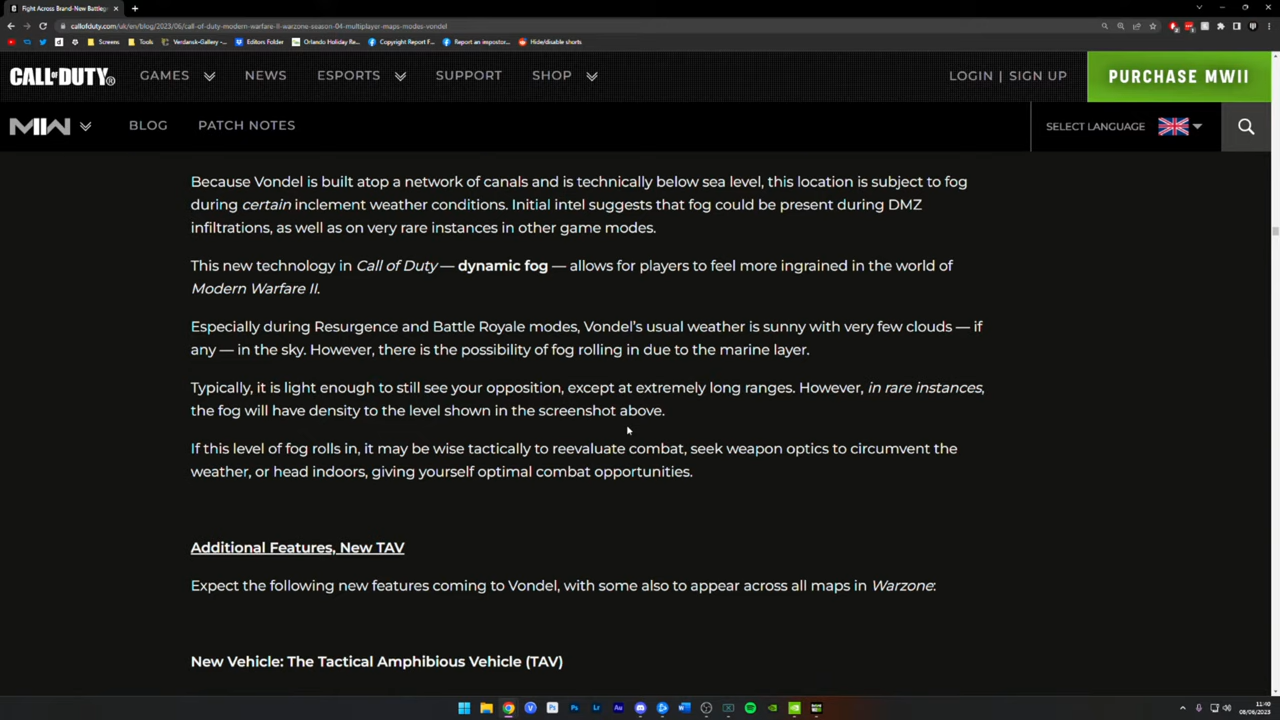 Fight Across Brand-New Battleg
callofduty.com/uk/en/blog/2023/06/call-of-duty-modern-warfare-II-warzone-season-04-multiplayer-maps-modes-vondel
Screens
Tools
Verdansk-Gallery -...
Editors Folder
Orlando Holiday Re...
Copyright Report F...
Report an impostor...
Hide/disable shorts
CALL OF DUTY® GAMES NEWS ESPORTS SUPPORT SHOP LOGIN | SIGN UP PURCHASE MWII
MW BLOG PATCH NOTES SELECT LANGUAGE
Because Vondel is built atop a network of canals and is technically below sea level, this location is subject to fog
during certain inclement weather conditions. Initial intel suggests that fog could be present during DMZ
infiltrations, as well as on very rare instances in other game modes.
This new technology in Call of Duty — dynamic fog — allows for players to feel more ingrained in the world of
Modern Warfare II.
Especially during Resurgence and Battle Royale modes, Vondel's usual weather is sunny with very few clouds — if
any — in the sky. However, there is the possibility of fog rolling in due to the marine layer.
Typically, it is light enough to still see your opposition, except at extremely long ranges. However, in rare instances,
the fog will have density to the level shown in the screenshot above.
If this level of fog rolls in, it may be wise tactically to reevaluate combat, seek weapon optics to circumvent the
weather, or head indoors, giving yourself optimal combat opportunities.
Additional Features, New TAV
Expect the following new features coming to Vondel, with some also to appear across all maps in Warzone:
New Vehicle: The Tactical Amphibious Vehicle (TAV)
11:40
08/06/2023